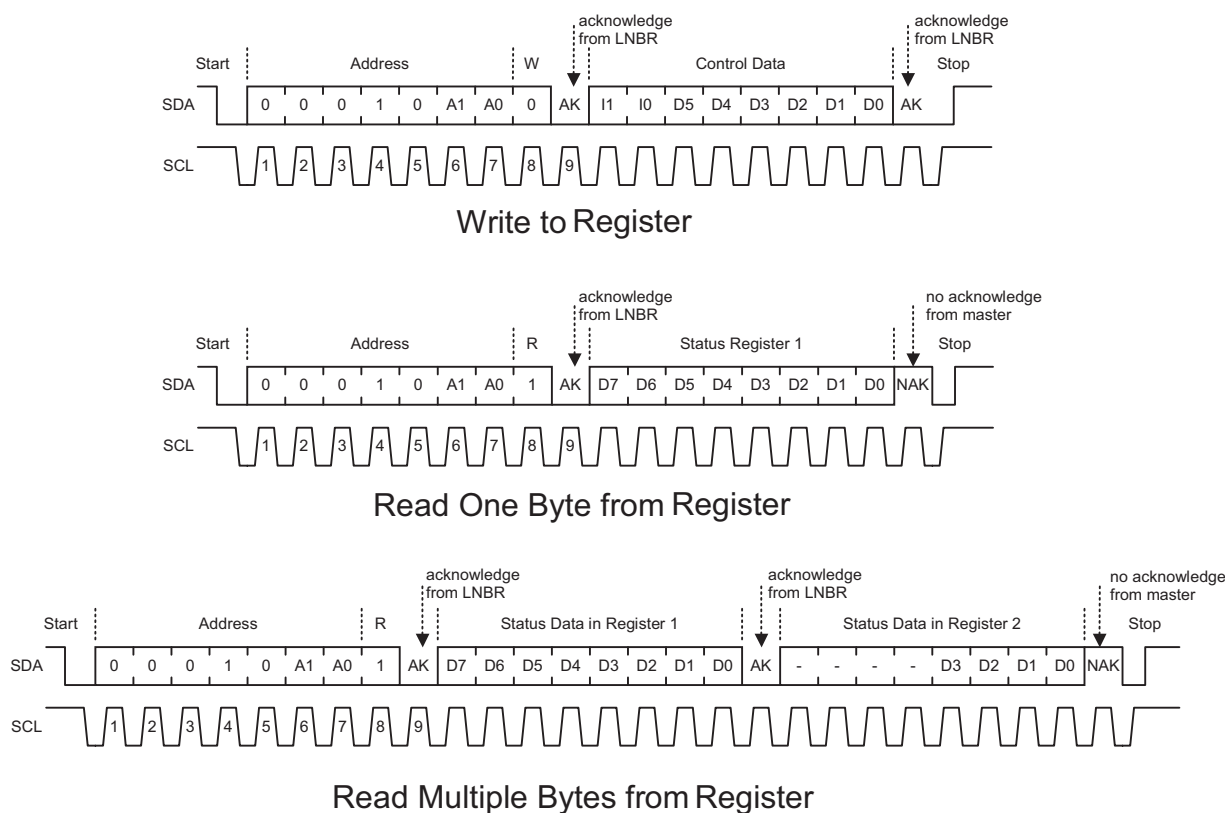 acknowledge
from LNBR
acknowledge
from LNBR
Start Address W Control Data Stop
SDA 0 0 0 1 0 A1 A0 0 AK I1 I0 D5 D4 D3 D2 D1 D0 AK
SCL 1 2 3 4 5 6 7 8 9
Write to Register
acknowledge
from LNBR
no acknowledge
from master
Start Address R Status Register 1 Stop
SDA 0 0 0 1 0 A1 A0 1 AK D7 D6 D5 D4 D3 D2 D1 D0 NAK
SCL 1 2 3 4 5 6 7 8 9
Read One Byte from Register
acknowledge
from LNBR
acknowledge
from LNBR
no acknowledge
from master
Start Address R Status Data in Register 1 Status Data in Register 2 Stop
SDA 0 0 0 1 0 A1 A0 1 AK D7 D6 D5 D4 D3 D2 D1 D0 AK - - - - D3 D2 D1 D0 NAK
SCL 1 2 3 4 5 6 7 8 9
Read Multiple Bytes from Register